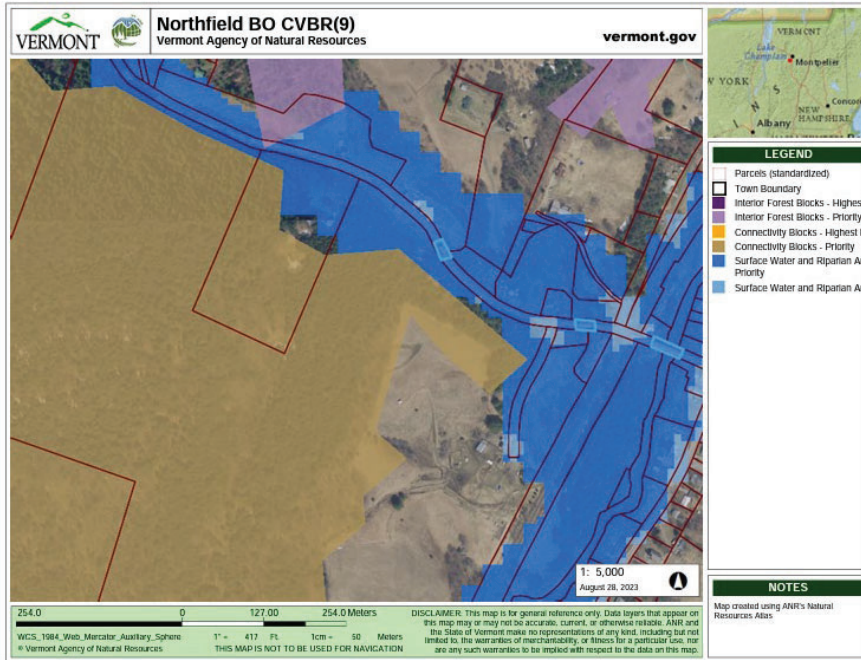 VERMONT
Northfield BO CVBR(9)
Vermont Agency of Natural Resources
vermont.gov
VERMONT
Lake
Champlain
Montpelier
W YORK
Concor
NEW
HAMPSHIRE
Albany
LEGEND
Parcels (standardized)
Town Boundary
Interior Forest Blocks - Highes
Interior Forest Blocks - Priority
Connectivity Blocks - Highest
Connectivity Blocks - Priority
Surface Water and Riparian A
Priority
Surface Water and Riparian A
1: 5,000
August 28, 2023
NOTES
Map created using ANR's Natural
Resources Atlas
254.0 0 127.00 254.0 Meters
WCS_1984_Web_Mercator_Auxiliary_Sphere 1" = 417 Ft. 1cm = 50 Meters
© Vermont Agency of Natural Resources THIS MAP IS NOT TO BE USED FOR NAVIGATION
DISCLAIMER: This map is for general reference only. Data layers that appear on
this map may or may not be accurate, current, or otherwise reliable. ANR and
the State of Vermont make no representations of any kind, including but not
limited to, the warranties of merchantability, or fitness for a particular use, nor
are any such warranties to be implied with respect to the data on this map.